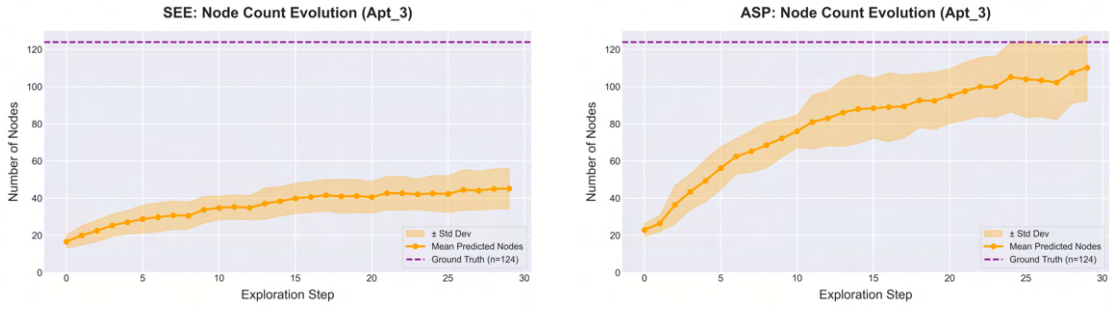 SEE: Node Count Evolution (Apt_3)
Number of Nodes
120
100
80
60
40
20
0
± Std Dev
Mean Predicted Nodes
Ground Truth (n=124)
0 5 10 15 20 25 30
Exploration Step
ASP: Node Count Evolution (Apt_3)
Number of Nodes
120
100
80
60
40
20
0
± Std Dev
Mean Predicted Nodes
Ground Truth (n=124)
0 5 10 15 20 25 30
Exploration Step